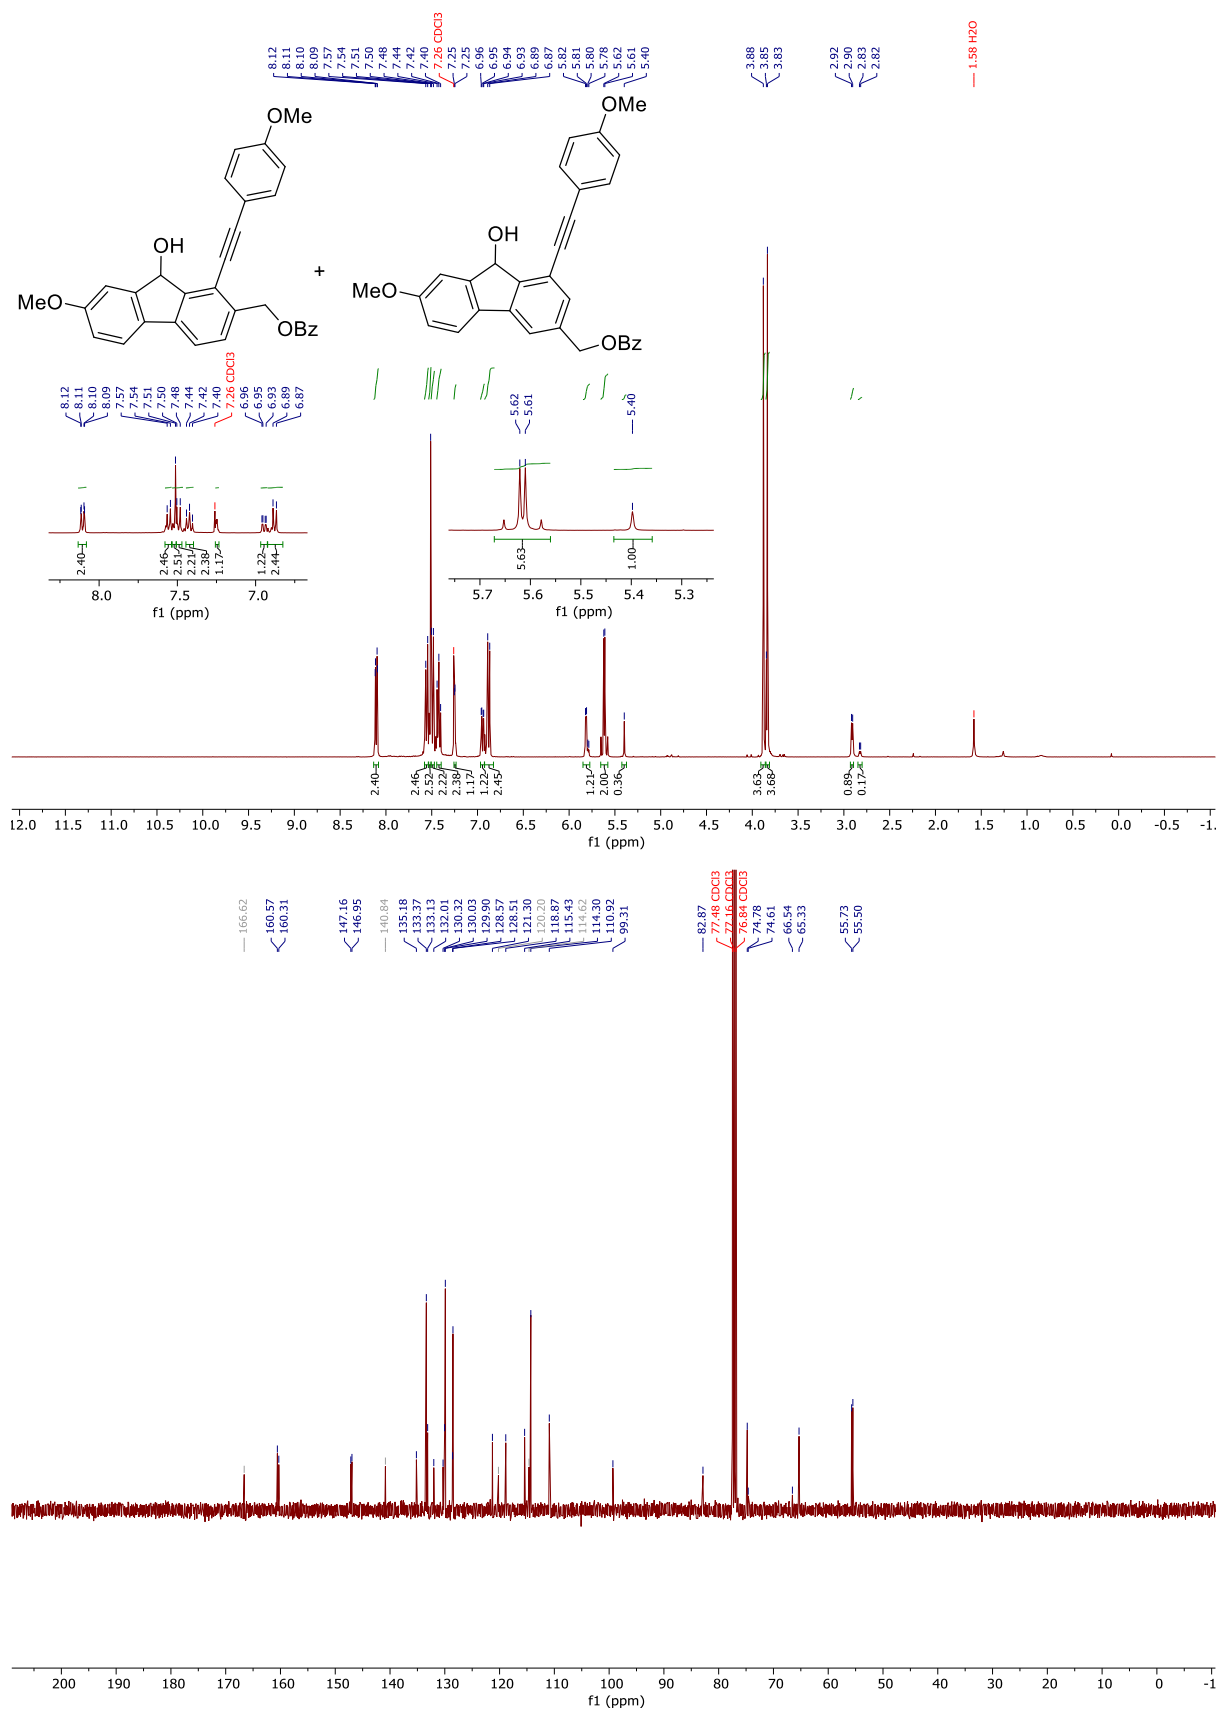 8.12 8.11 8.10 8.09 7.57 7.54 7.51 7.50 7.48 7.44 7.42 7.40 7.26 CDCl3 7.25 7.25 6.96 6.95 6.94 6.93 6.89 6.87 5.82 5.81 5.80 5.78 5.62 5.61 5.40 3.88 3.85 3.83 2.92 2.90 2.83 2.82 1.58 H2O
OMe OMe
OH OH
+
MeO MeO
OBz OBz
8.12 8.11 8.10 8.09 7.57 7.54 7.51 7.50 7.48 7.44 7.42 7.40 7.26 CDCl3 6.96 6.95 6.93 6.89 6.87
5.62 5.61 5.40
2.40 2.46 2.51 2.21 2.38 1.17 1.22 2.44
8.0 7.5 7.0
f1 (ppm)
5.63 1.00
5.7 5.6 5.5 5.4 5.3
f1 (ppm)
2.40 2.46 2.52 2.22 2.38 1.17 1.22 2.45 1.21 2.00 0.36 3.63 3.68 0.89 0.17
12.0 11.5 11.0 10.5 10.0 9.5 9.0 8.5 8.0 7.5 7.0 6.5 6.0 5.5 5.0 4.5 4.0 3.5 3.0 2.5 2.0 1.5 1.0 0.5 0.0 -0.5 -1.
f1 (ppm)
166.62 160.57 160.31 147.16 146.95 140.84 135.18 133.37 133.13 132.01 130.32 130.03 129.90 128.57 128.51 121.30 120.20 118.87 115.43 114.62 114.30 110.92 99.31 82.87 77.48 CDCl3 77.16 CDCl3 76.84 CDCl3 74.78 74.61 66.54 65.33 55.73 55.50
200 190 180 170 160 150 140 130 120 110 100 90 80 70 60 50 40 30 20 10 0 -1
f1 (ppm)